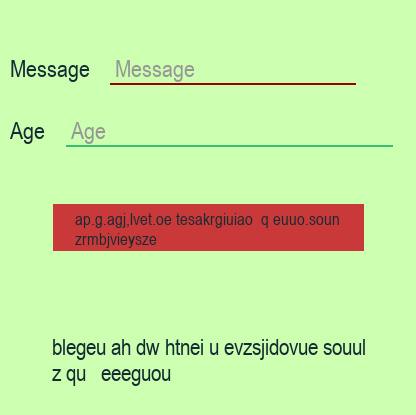 Message Message
Age Age
ap.g.agj,lvet.oe tesakrgiuiao  q euuo.soun
zrmbjvieysze
blegeu ah dw htnei u evzsjidovue souul
z qu   eeeguou